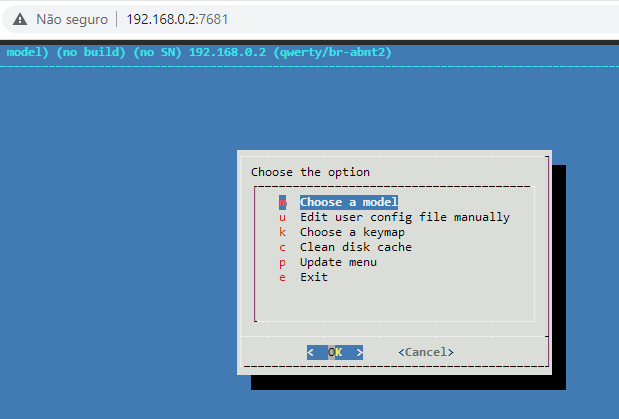 Não seguro 192.168.0.2:7681
model) (no build) (no SN) 192.168.0.2 (qwerty/br-abnt2)
Choose the option
m Choose a model
u Edit user config file manually
k Choose a keymap
c Clean disk cache
p Update menu
e Exit
< OK > <Cancel>